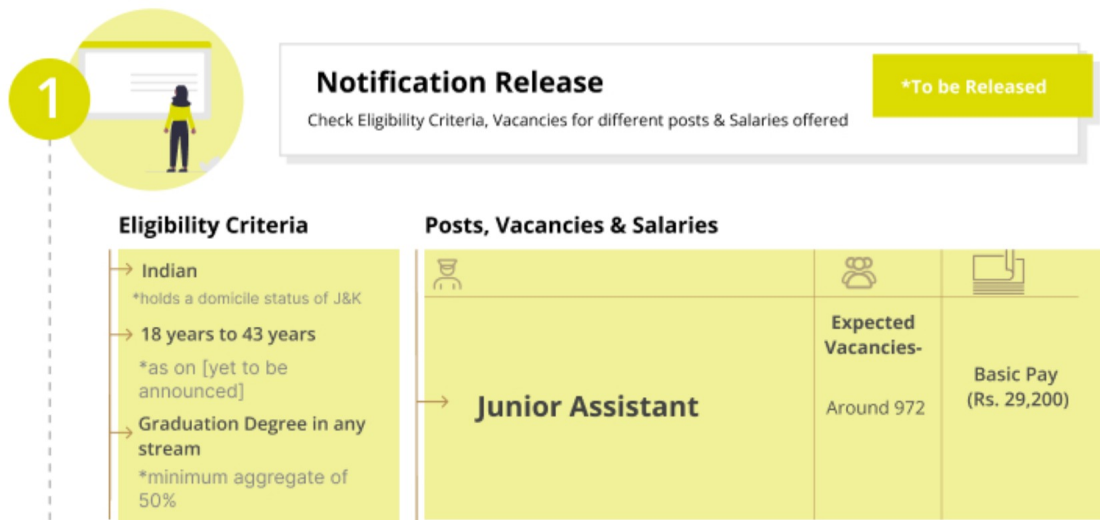 1
Notification Release
*To be Released
Check Eligibility Criteria, Vacancies for different posts & Salaries offered
Eligibility Criteria
Indian
*holds a domicile status of J&K
18 years to 43 years
*as on [yet to be
announced]
Graduation Degree in any
stream
*minimum aggregate of
50%
Posts, Vacancies & Salaries
Junior Assistant
Expected
Vacancies-
Around 972
Basic Pay
(Rs. 29,200)